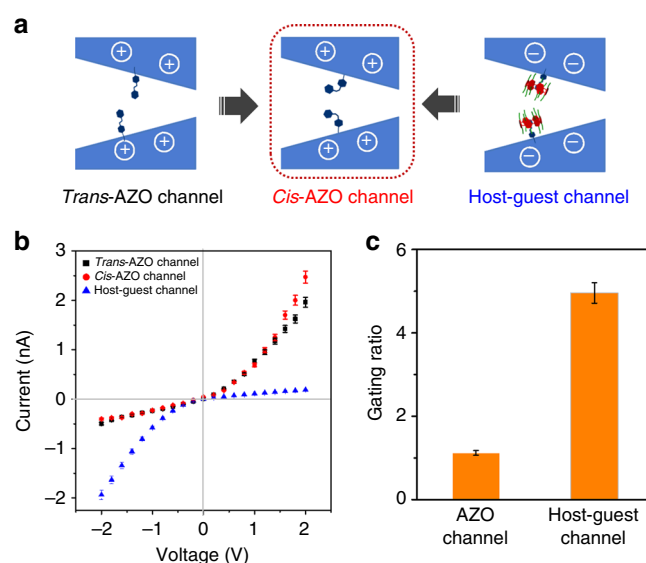 a
+ + + + − −
+ + + + − −
Trans-AZO channel Cis-AZO channel Host-guest channel
b
3
2
1
0
−1
−2
Current (nA)
Trans-AZO channel
Cis-AZO channel
Host-guest channel
−2 −1 0 1 2
Voltage (V)
c
6
4
2
0
Gating ratio
AZO
channel
Host-guest
channel